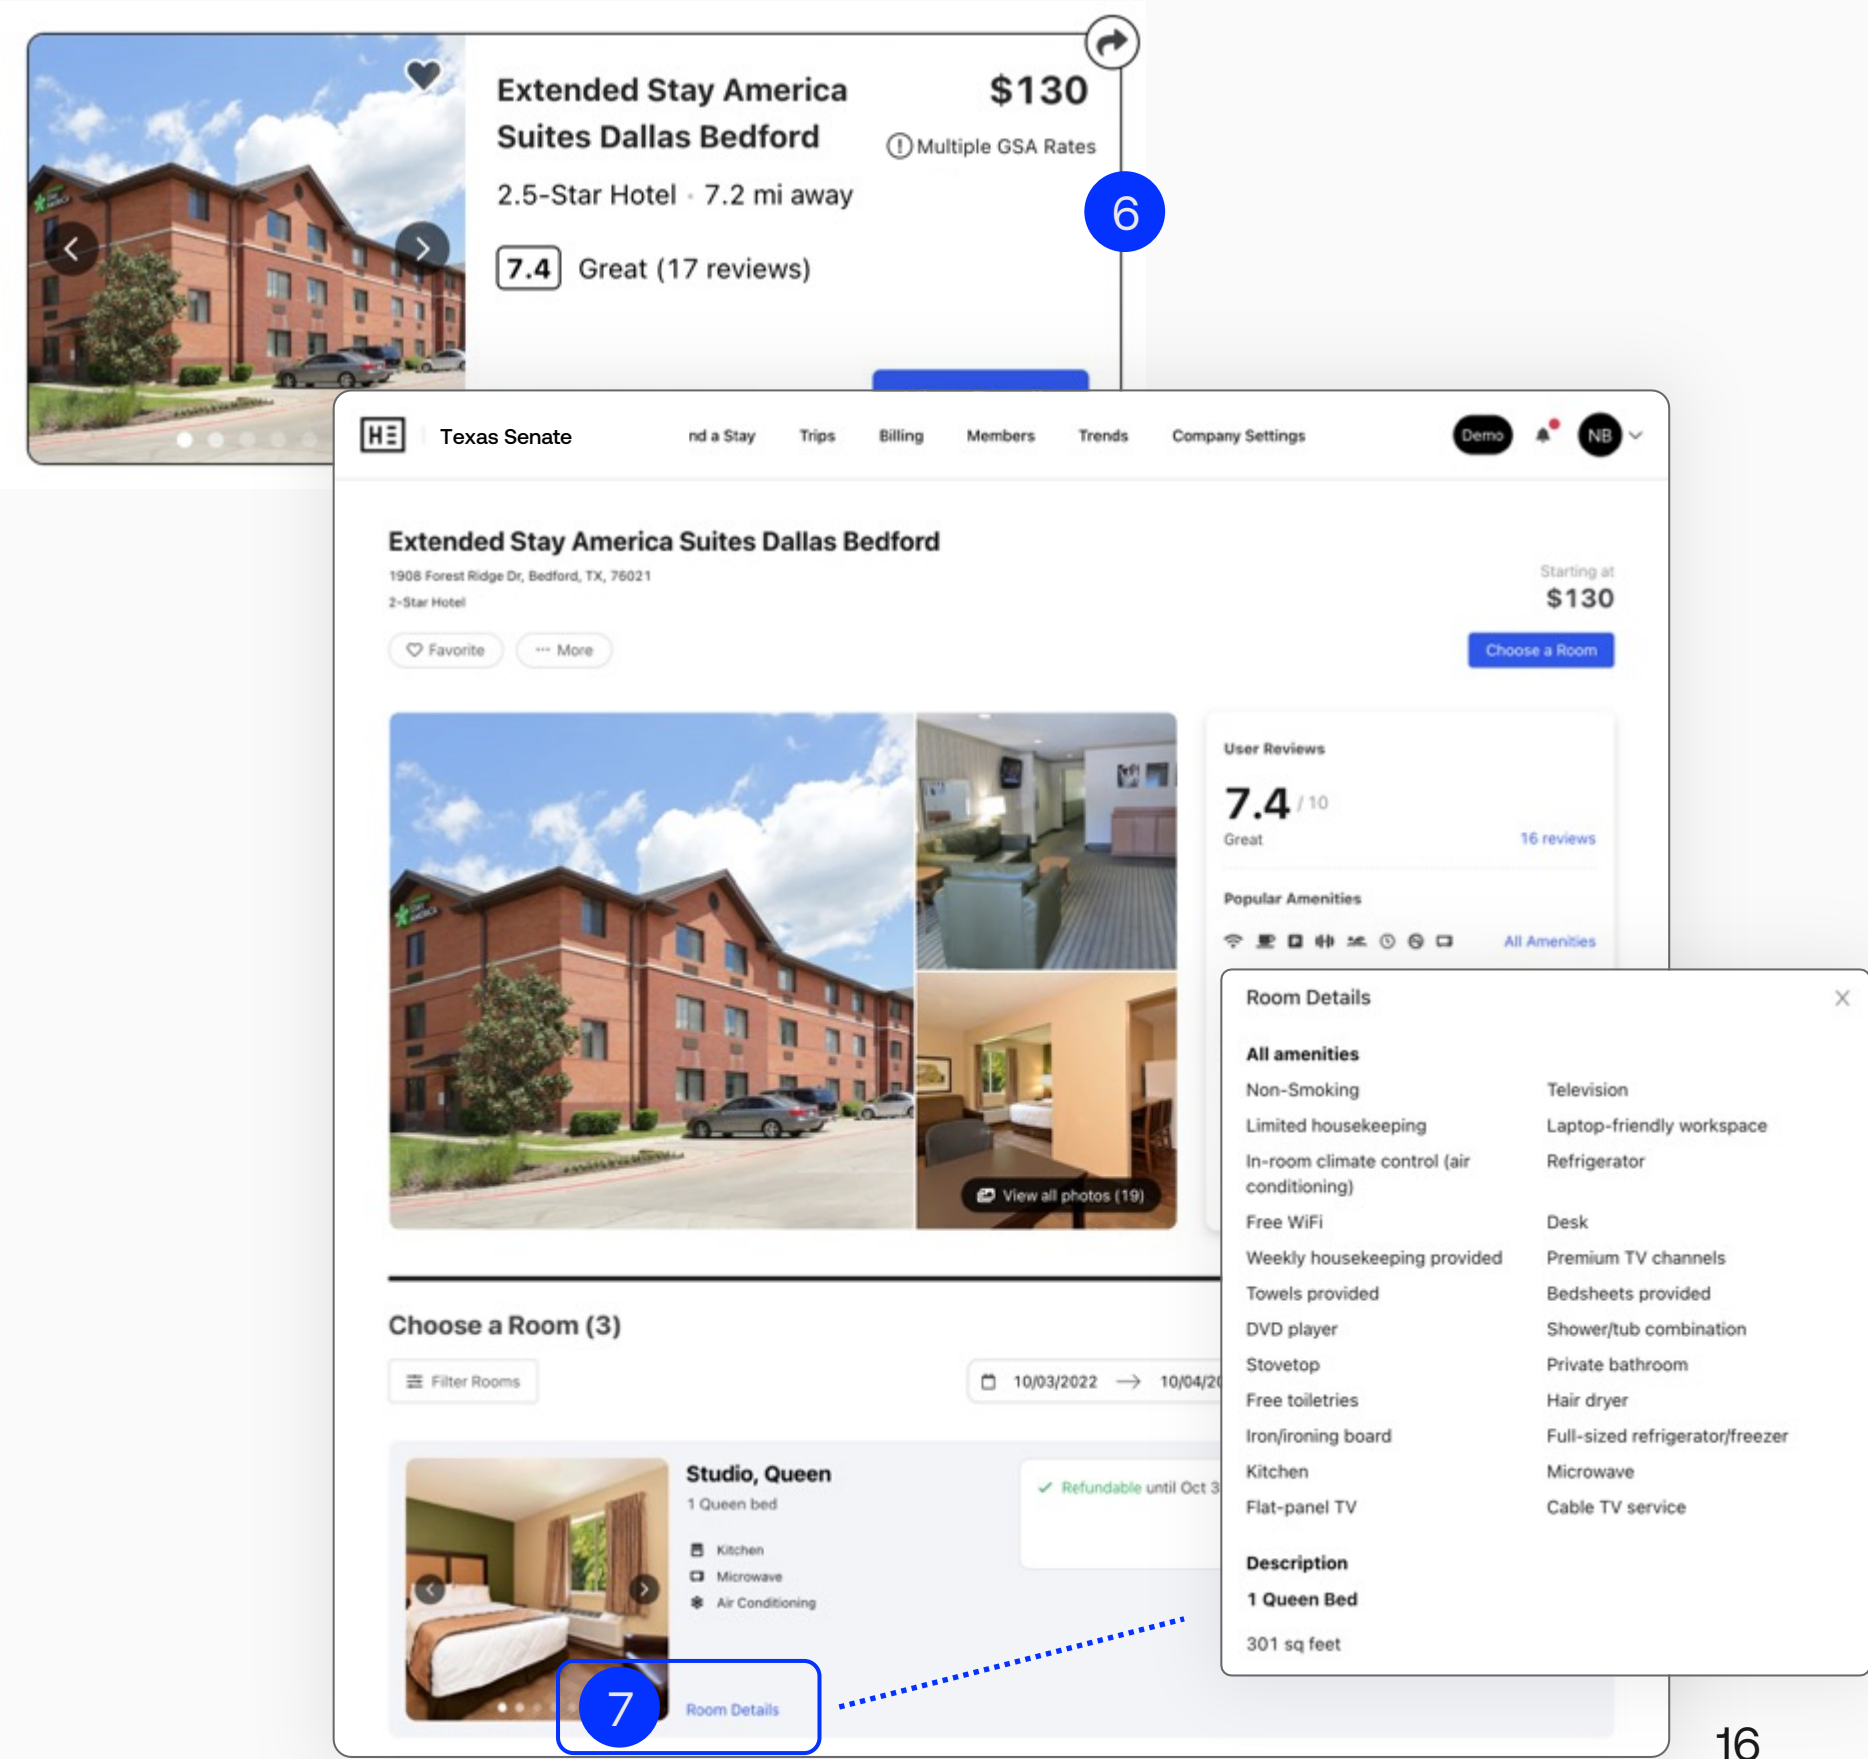 Extended Stay America
Suites Dallas Bedford
$130
Multiple GSA Rates
2.5-Star Hotel · 7.2 mi away
7.4 Great (17 reviews)
6
HE
Texas Senate
nd a Stay Trips Billing Members Trends Company Settings
Demo
NB
Extended Stay America Suites Dallas Bedford
1908 Forest Ridge Dr, Bedford, TX, 76021
2-Star Hotel
Starting at
$130
Favorite
··· More
Choose a Room
User Reviews
7.4 / 10
Great
16 reviews
Popular Amenities
All Amenities
View all photos (19)
Choose a Room (3)
Filter Rooms
10/03/2022 → 10/04/20
Studio, Queen
1 Queen bed
Kitchen
Microwave
Air Conditioning
Refundable until Oct 3
7
Room Details
Room Details
All amenities
Non-Smoking
Television
Limited housekeeping
Laptop-friendly workspace
In-room climate control (air
conditioning)
Refrigerator
Free WiFi
Desk
Weekly housekeeping provided
Premium TV channels
Towels provided
Bedsheets provided
DVD player
Shower/tub combination
Stovetop
Private bathroom
Free toiletries
Hair dryer
Iron/ironing board
Full-sized refrigerator/freezer
Kitchen
Microwave
Flat-panel TV
Cable TV service
Description
1 Queen Bed
301 sq feet
16